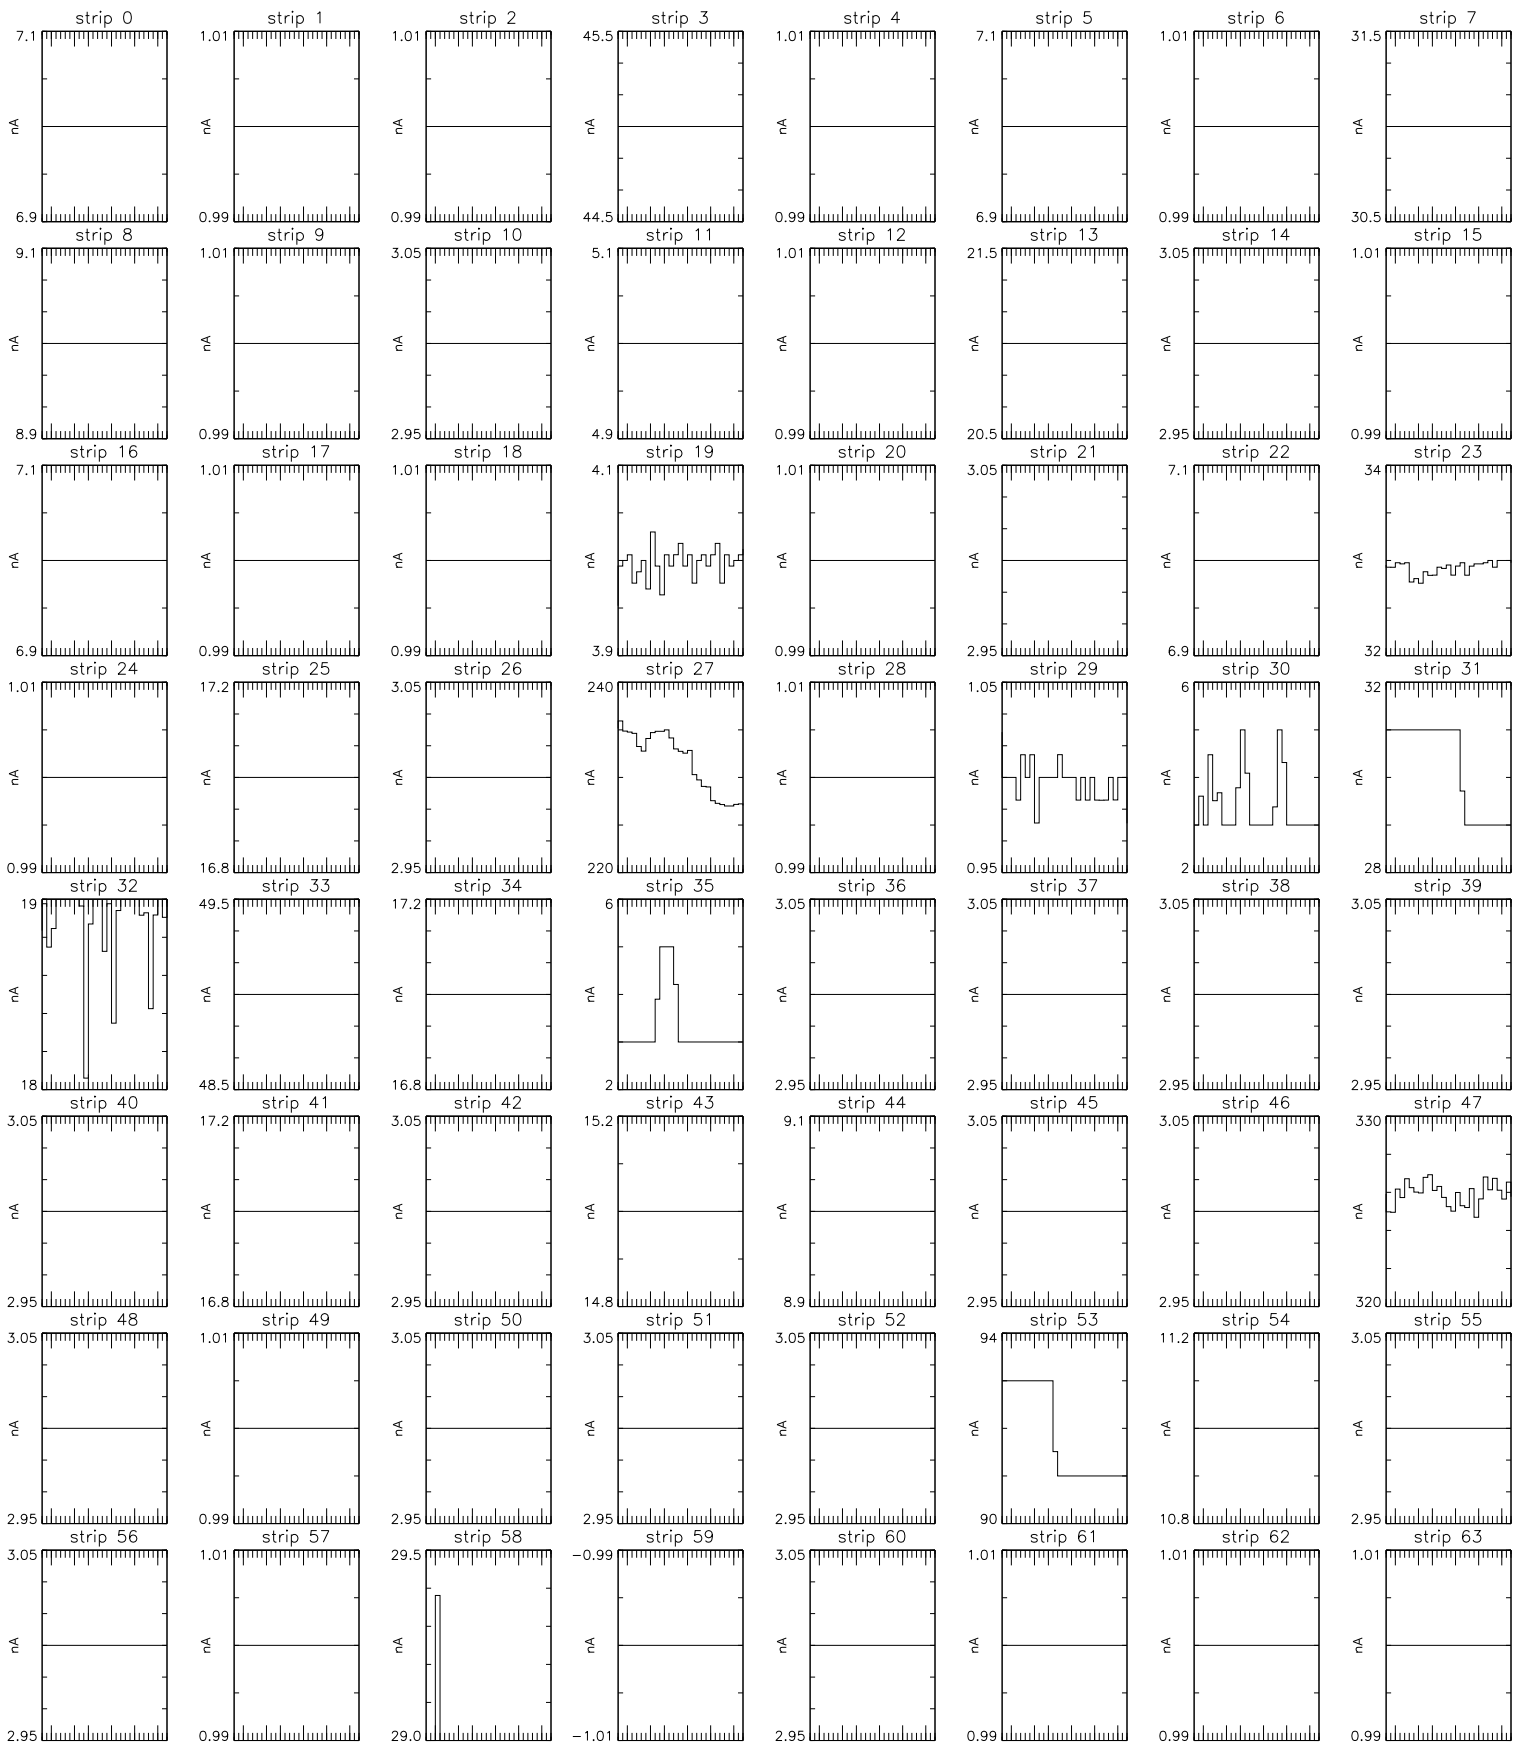 strip 0 strip 1 strip 2 strip 3 strip 4 strip 5 strip 6 strip 7
7.1 1.01 1.01 45.5 1.01 7.1 1.01 31.5
nA nA nA nA nA nA nA nA
6.9 0.99 0.99 44.5 0.99 6.9 0.99 30.5
strip 8 strip 9 strip 10 strip 11 strip 12 strip 13 strip 14 strip 15
9.1 1.01 3.05 5.1 1.01 21.5 3.05 1.01
nA nA nA nA nA nA nA nA
8.9 0.99 2.95 4.9 0.99 20.5 2.95 0.99
strip 16 strip 17 strip 18 strip 19 strip 20 strip 21 strip 22 strip 23
7.1 1.01 1.01 4.1 1.01 3.05 7.1 34
nA nA nA nA nA nA nA nA
6.9 0.99 0.99 3.9 0.99 2.95 6.9 32
strip 24 strip 25 strip 26 strip 27 strip 28 strip 29 strip 30 strip 31
1.01 17.2 3.05 240 1.01 1.05 6 32
nA nA nA nA nA nA nA nA
0.99 16.8 2.95 220 0.99 0.95 2 28
strip 32 strip 33 strip 34 strip 35 strip 36 strip 37 strip 38 strip 39
19 49.5 17.2 6 3.05 3.05 3.05 3.05
nA nA nA nA nA nA nA nA
18 48.5 16.8 2 2.95 2.95 2.95 2.95
strip 40 strip 41 strip 42 strip 43 strip 44 strip 45 strip 46 strip 47
3.05 17.2 3.05 15.2 9.1 3.05 3.05 330
nA nA nA nA nA nA nA nA
2.95 16.8 2.95 14.8 8.9 2.95 2.95 320
strip 48 strip 49 strip 50 strip 51 strip 52 strip 53 strip 54 strip 55
3.05 1.01 3.05 3.05 3.05 94 11.2 3.05
nA nA nA nA nA nA nA nA
2.95 0.99 2.95 2.95 2.95 90 10.8 2.95
strip 56 strip 57 strip 58 strip 59 strip 60 strip 61 strip 62 strip 63
3.05 1.01 29.5 −0.99 3.05 1.01 1.01 1.01
nA nA nA nA nA nA nA nA
2.95 0.99 29.0 −1.01 2.95 0.99 0.99 0.99